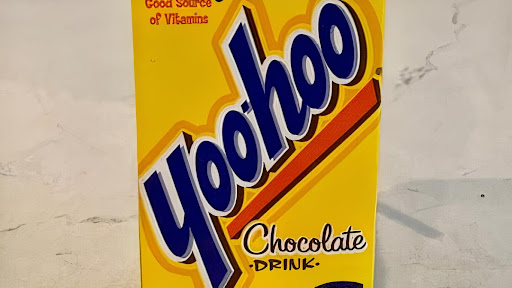 Good Source
of Vitamins
Yoo-hoo
Chocolate
·DRINK·